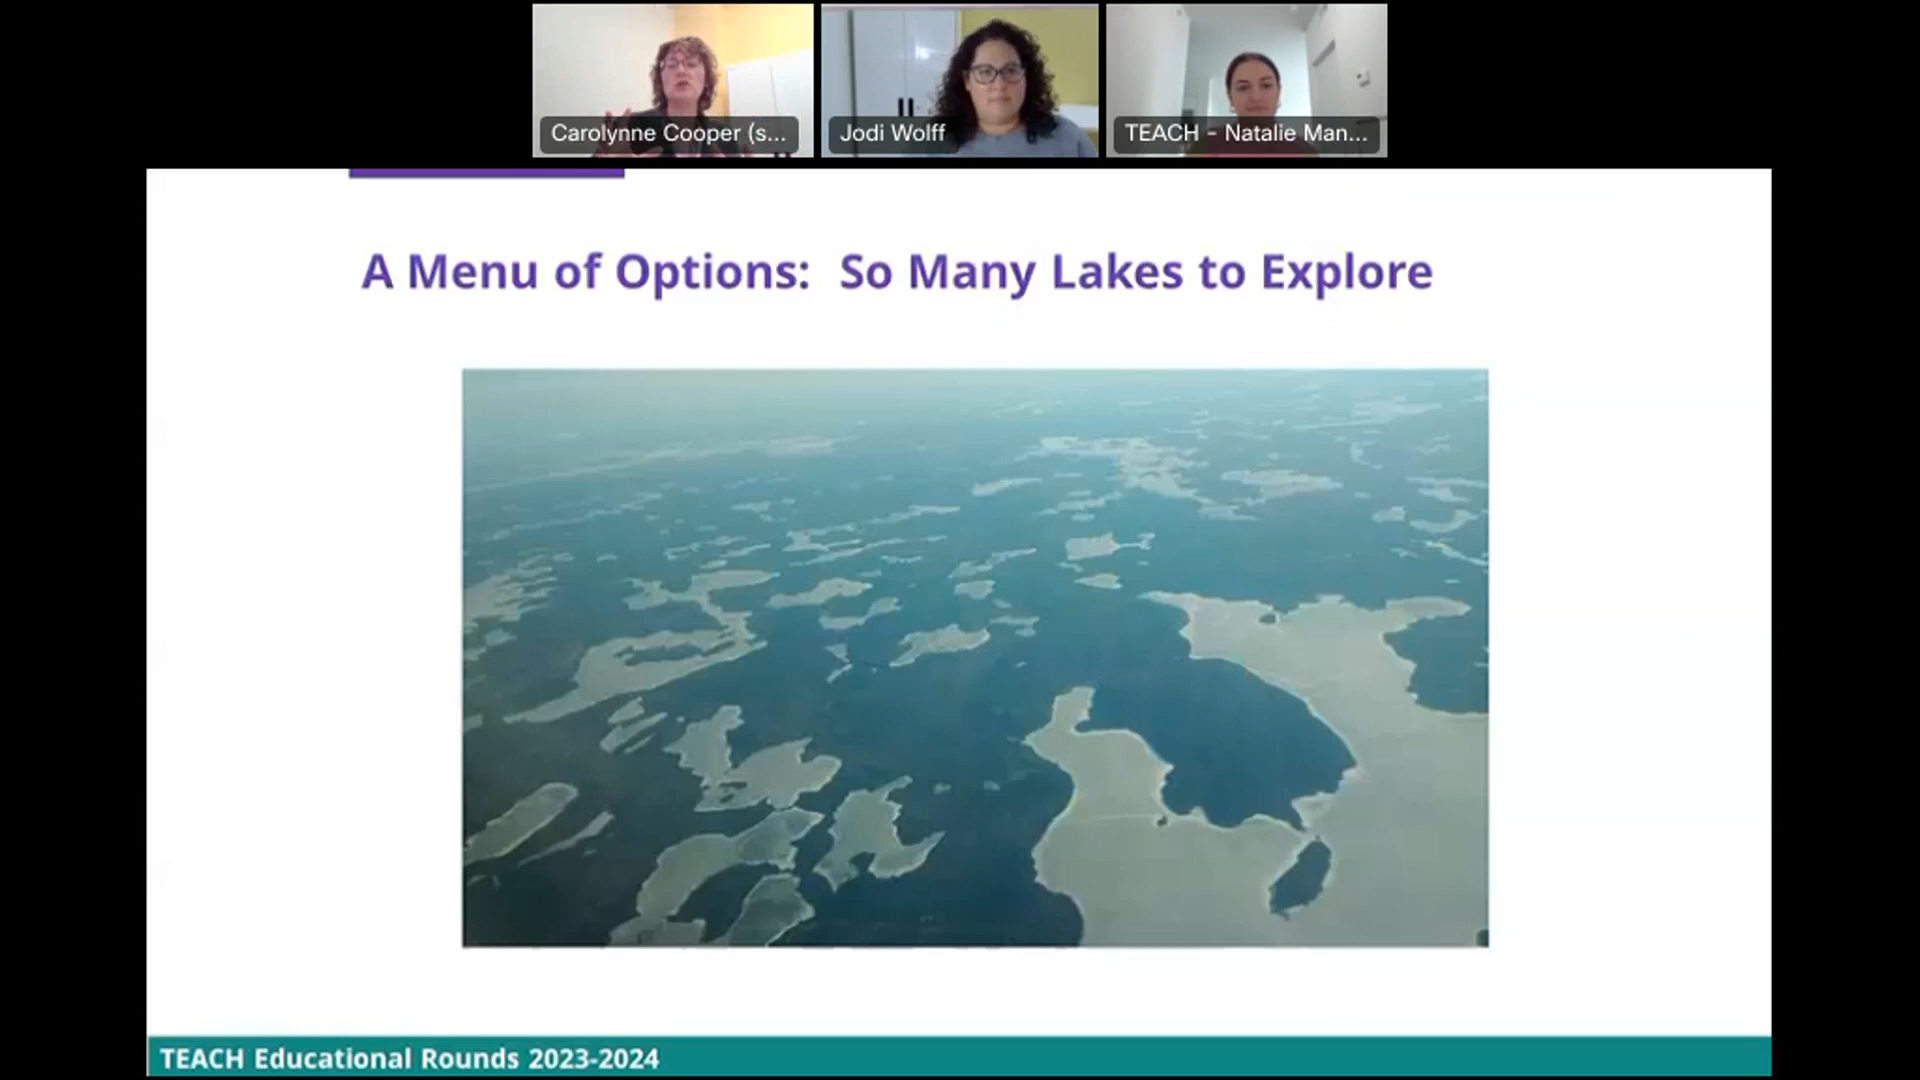 Carolynne Cooper (s...
Jodi Wolff
TEACH - Natalie Man...
A Menu of Options: So Many Lakes to Explore
TEACH Educational Rounds 2023-2024